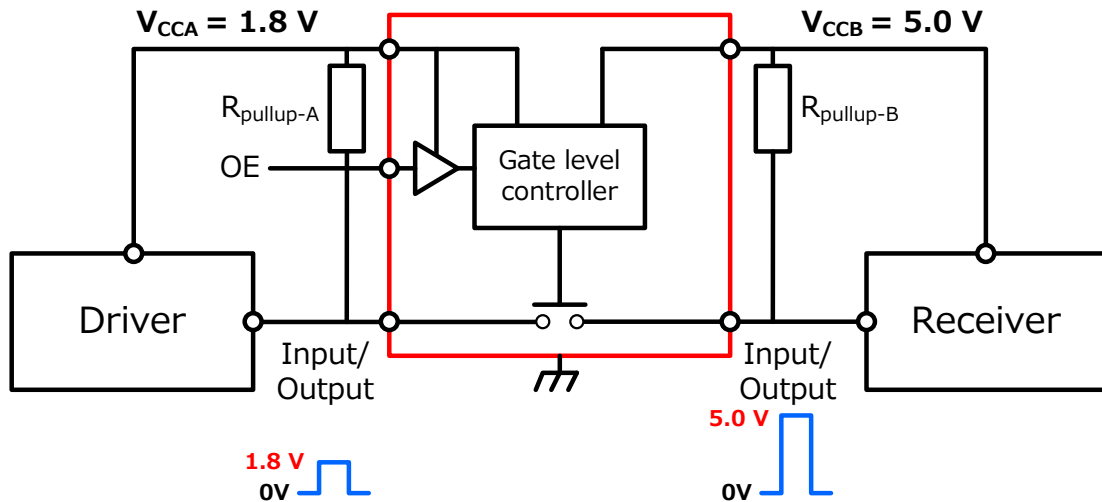 VCCA = 1.8 V
VCCB = 5.0 V
Rpullup-A
Rpullup-B
OE
Gate level
controller
Driver
Receiver
Input/
Output
Input/
Output
1.8 V
0V
5.0 V
0V